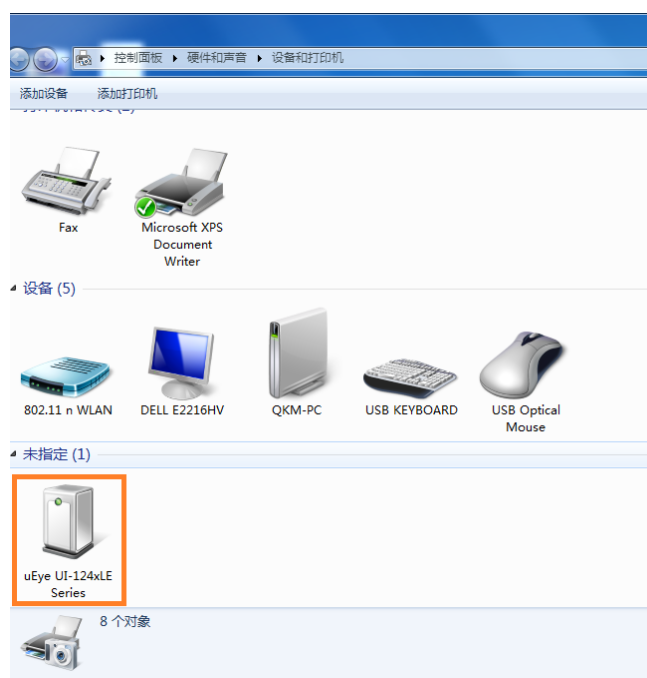 控制面板 硬件和声音 设备和打印机
添加设备 添加打印机
Fax
Microsoft XPS
Document
Writer
设备 (5)
802.11 n WLAN
DELL E2216HV
QKM-PC
USB KEYBOARD
USB Optical
Mouse
未指定 (1)
uEye UI-124xLE
Series
8 个对象